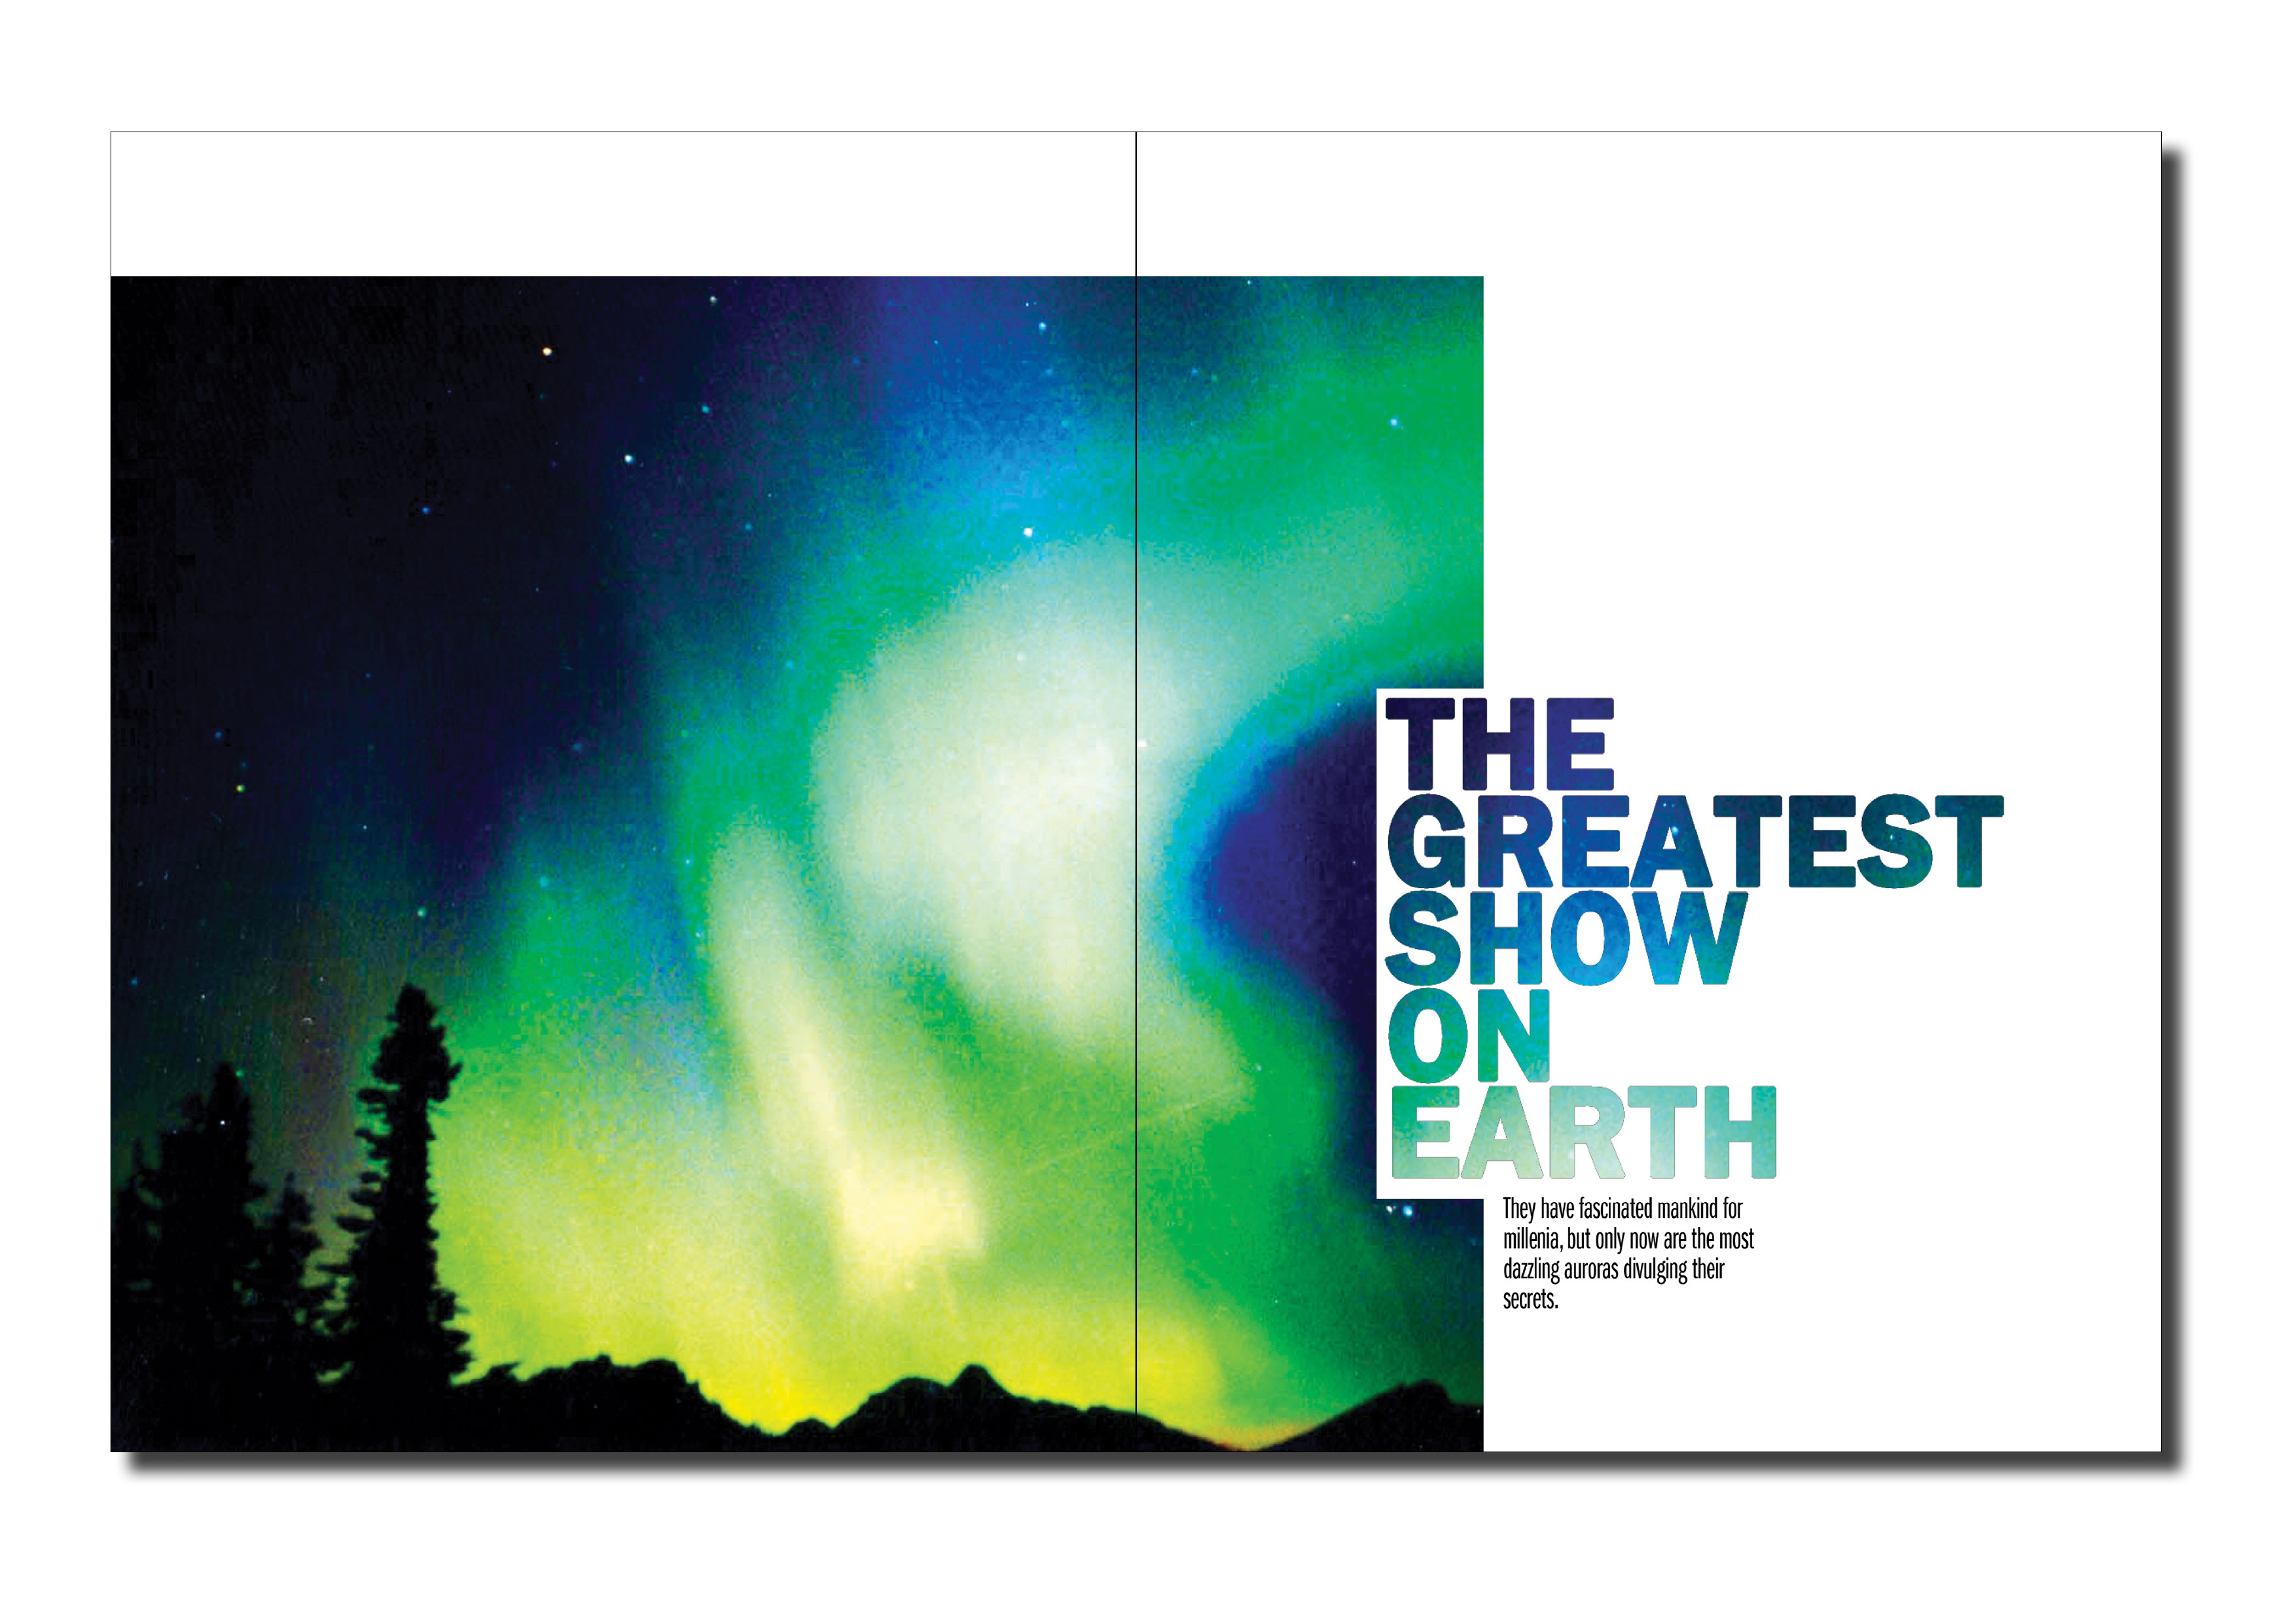 THE
GREATEST
SHOW
ON
EARTH
They have fascinated mankind for
millenia, but only now are the most
dazzling auroras divulging their
secrets.